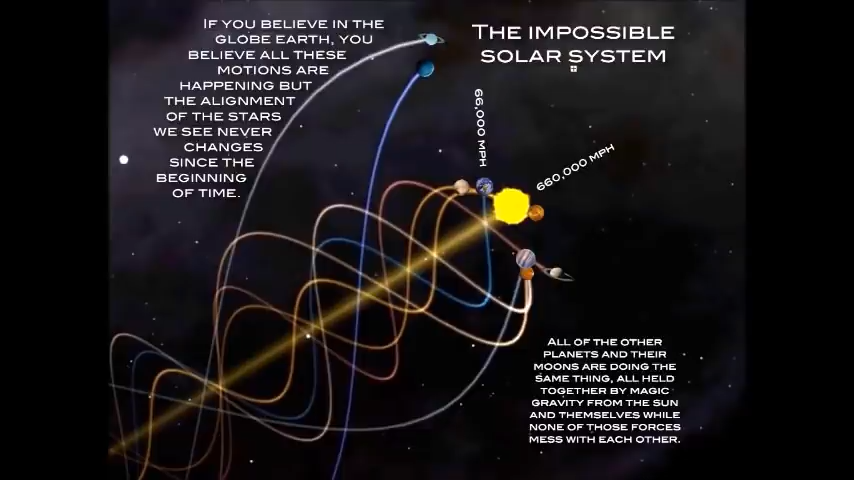 IF YOU BELIEVE IN THE
GLOBE EARTH, YOU
BELIEVE ALL THESE
MOTIONS ARE
HAPPENING BUT
THE ALIGNMENT
OF THE STARS
WE SEE NEVER
CHANGES
SINCE THE
BEGINNING
OF TIME.
THE IMPOSSIBLE
SOLAR SYSTEM
66,000 MPH
660,000 MPH
ALL OF THE OTHER
PLANETS AND THEIR
MOONS ARE DOING THE
SAME THING, ALL HELD
TOGETHER BY MAGIC
GRAVITY FROM THE SUN
AND THEMSELVES WHILE
NONE OF THOSE FORCES
MESS WITH EACH OTHER.